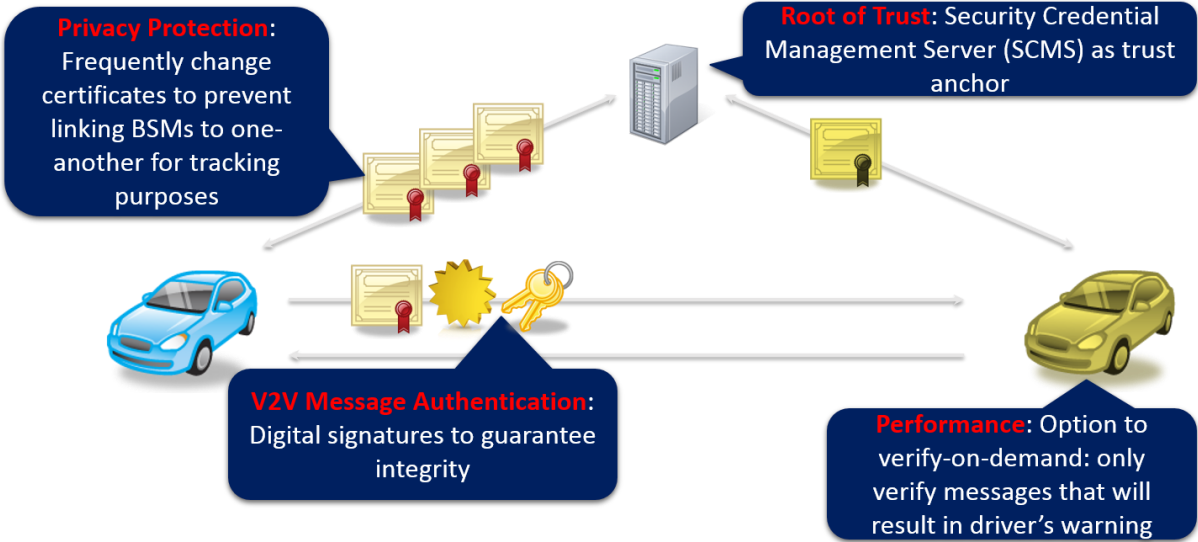 Privacy Protection:
Frequently change
certificates to prevent
linking BSMs to one-
another for tracking
purposes
Root of Trust: Security Credential
Management Server (SCMS) as trust
anchor
V2V Message Authentication:
Digital signatures to guarantee
integrity
Performance: Option to
verify-on-demand: only
verify messages that will
result in driver’s warning